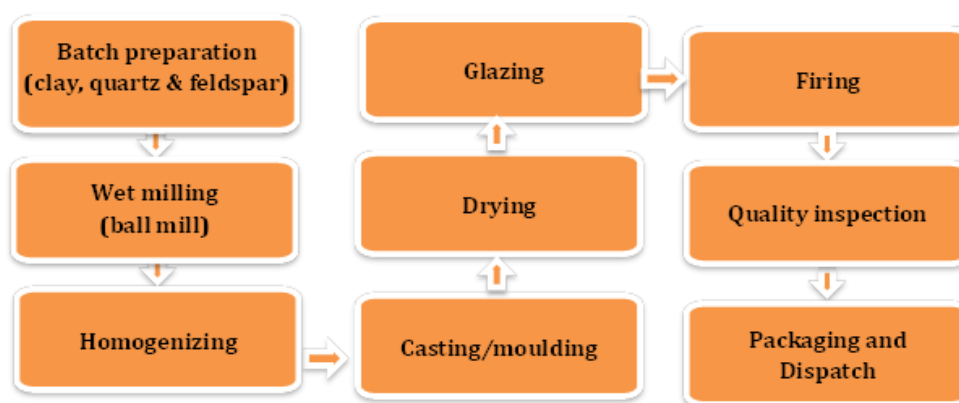 Batch preparation
(clay, quartz & feldspar)
Wet milling
(ball mill)
Homogenizing
Casting/moulding
Drying
Glazing
Firing
Quality inspection
Packaging and
Dispatch